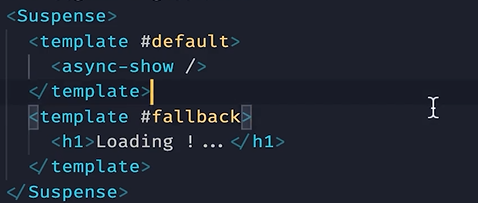 <Suspense>
<template #default>
<async-show />
</template>
<template #fallback>
<h1>Loading !...</h1>
</template>
</Suspense>